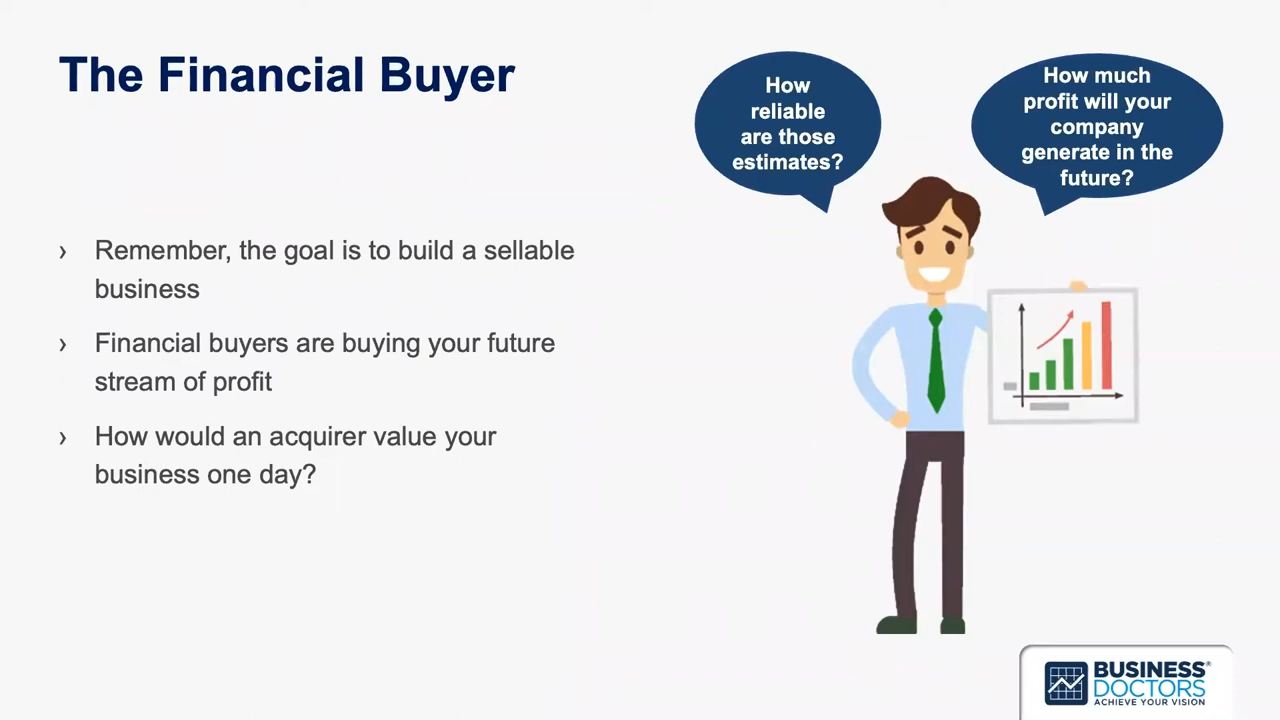 The Financial Buyer
How
reliable
are those
estimates?
How much
profit will your
company
generate in the
future?
› Remember, the goal is to build a sellable
business
› Financial buyers are buying your future
stream of profit
› How would an acquirer value your
business one day?
BUSINESS®
DOCTORS
ACHIEVE YOUR VISION